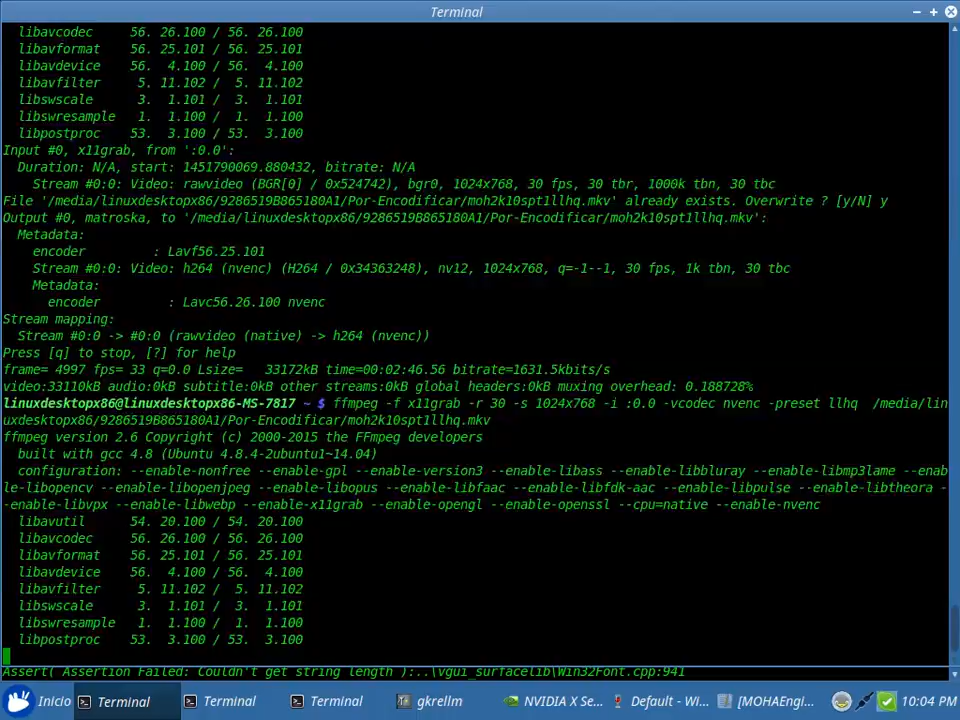 Terminal
libavcodec 56. 26.100 / 56. 26.100
libavformat 56. 25.101 / 56. 25.101
libavdevice 56. 4.100 / 56. 4.100
libavfilter 5. 11.102 / 5. 11.102
libswscale 3. 1.101 / 3. 1.101
libswresample 1. 1.100 / 1. 1.100
libpostproc 53. 3.100 / 53. 3.100
Input #0, x11grab, from ':0.0':
Duration: N/A, start: 1451790069.880432, bitrate: N/A
Stream #0:0: Video: rawvideo (BGR[0] / 0x524742), bgr0, 1024x768, 30 fps, 30 tbr, 1000k tbn, 30 tbc
File '/media/linuxdesktopx86/9286519B865180A1/Por-Encodificar/moh2k10spt1llhq.mkv' already exists. Overwrite ? [y/N] y
Output #0, matroska, to '/media/linuxdesktopx86/9286519B865180A1/Por-Encodificar/moh2k10spt1llhq.mkv':
Metadata:
encoder : Lavf56.25.101
Stream #0:0: Video: h264 (nvenc) (H264 / 0x34363248), nv12, 1024x768, q=-1--1, 30 fps, 1k tbn, 30 tbc
Metadata:
encoder : Lavc56.26.100 nvenc
Stream mapping:
Stream #0:0 -> #0:0 (rawvideo (native) -> h264 (nvenc))
Press [q] to stop, [?] for help
frame= 4997 fps= 33 q=0.0 Lsize= 33172kB time=00:02:46.56 bitrate=1631.5kbits/s
video:33110kB audio:0kB subtitle:0kB other streams:0kB global headers:0kB muxing overhead: 0.188728%
linuxdesktopx86@linuxdesktopx86-MS-7817 ~ $ ffmpeg -f x11grab -r 30 -s 1024x768 -i :0.0 -vcodec nvenc -preset llhq /media/lin
uxdesktopx86/9286519B865180A1/Por-Encodificar/moh2k10spt1llhq.mkv
ffmpeg version 2.6 Copyright (c) 2000-2015 the FFmpeg developers
built with gcc 4.8 (Ubuntu 4.8.4-2ubuntu1~14.04)
configuration: --enable-nonfree --enable-gpl --enable-version3 --enable-libass --enable-libbluray --enable-libmp3lame --enab
le-libopencv --enable-libopenjpeg --enable-libopus --enable-libfaac --enable-libfdk-aac --enable-libpulse --enable-libtheora -
-enable-libvpx --enable-libwebp --enable-x11grab --enable-opengl --enable-openssl --cpu=native --enable-nvenc
libavutil 54. 20.100 / 54. 20.100
libavcodec 56. 26.100 / 56. 26.100
libavformat 56. 25.101 / 56. 25.101
libavdevice 56. 4.100 / 56. 4.100
libavfilter 5. 11.102 / 5. 11.102
libswscale 3. 1.101 / 3. 1.101
libswresample 1. 1.100 / 1. 1.100
libpostproc 53. 3.100 / 53. 3.100
Assert( Assertion Failed: Couldn't get string length ):..\vgui_surfacelib\Win32Font.cpp:941
Inicio Terminal Terminal Terminal gkrellm NVIDIA X Se... Default - Wi... [MOHAEngi... 10:04 PM